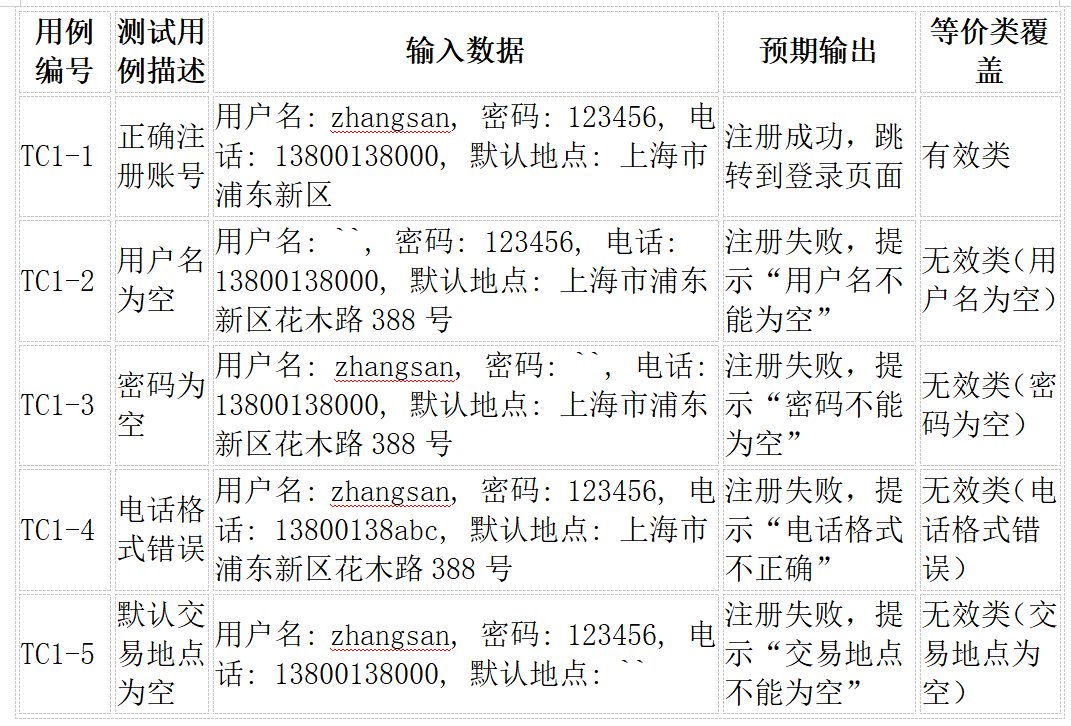 用例
编号
测试用
例描述
输入数据
预期输出
等价类覆
盖
TC1-1
正确注
册账号
用户名: zhangsan, 密码: 123456, 电
话: 13800138000, 默认地点: 上海市
浦东新区
注册成功，跳
转到登录页面
有效类
TC1-2
用户名
为空
用户名: ``, 密码: 123456, 电话:
13800138000, 默认地点: 上海市浦东
新区花木路 388 号
注册失败，提
示“用户名不
能为空”
无效类（用
户名为空）
TC1-3
密码为
空
用户名: zhangsan, 密码: ``, 电话:
13800138000, 默认地点: 上海市浦东
新区花木路 388 号
注册失败，提
示“密码不能
为空”
无效类（密
码为空）
TC1-4
电话格
式错误
用户名: zhangsan, 密码: 123456, 电
话: 13800138abc, 默认地点: 上海市
浦东新区花木路 388 号
注册失败，提
示“电话格式
不正确”
无效类（电
话格式错
误）
TC1-5
默认交
易地点
为空
用户名: zhangsan, 密码: 123456, 电
话: 13800138000, 默认地点: ``
注册失败，提
示“交易地点
不能为空”
无效类（交
易地点为
空）